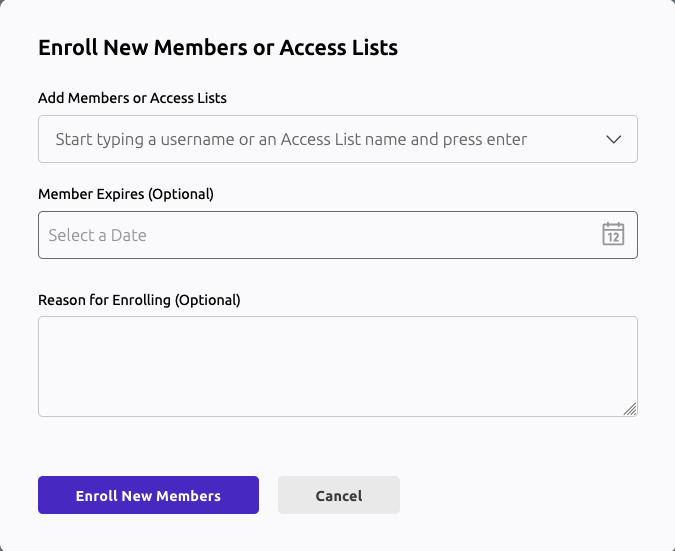 Enroll New Members or Access Lists
Add Members or Access Lists
Start typing a username or an Access List name and press enter
Member Expires (Optional)
Select a Date
12
Reason for Enrolling (Optional)
Enroll New Members
Cancel